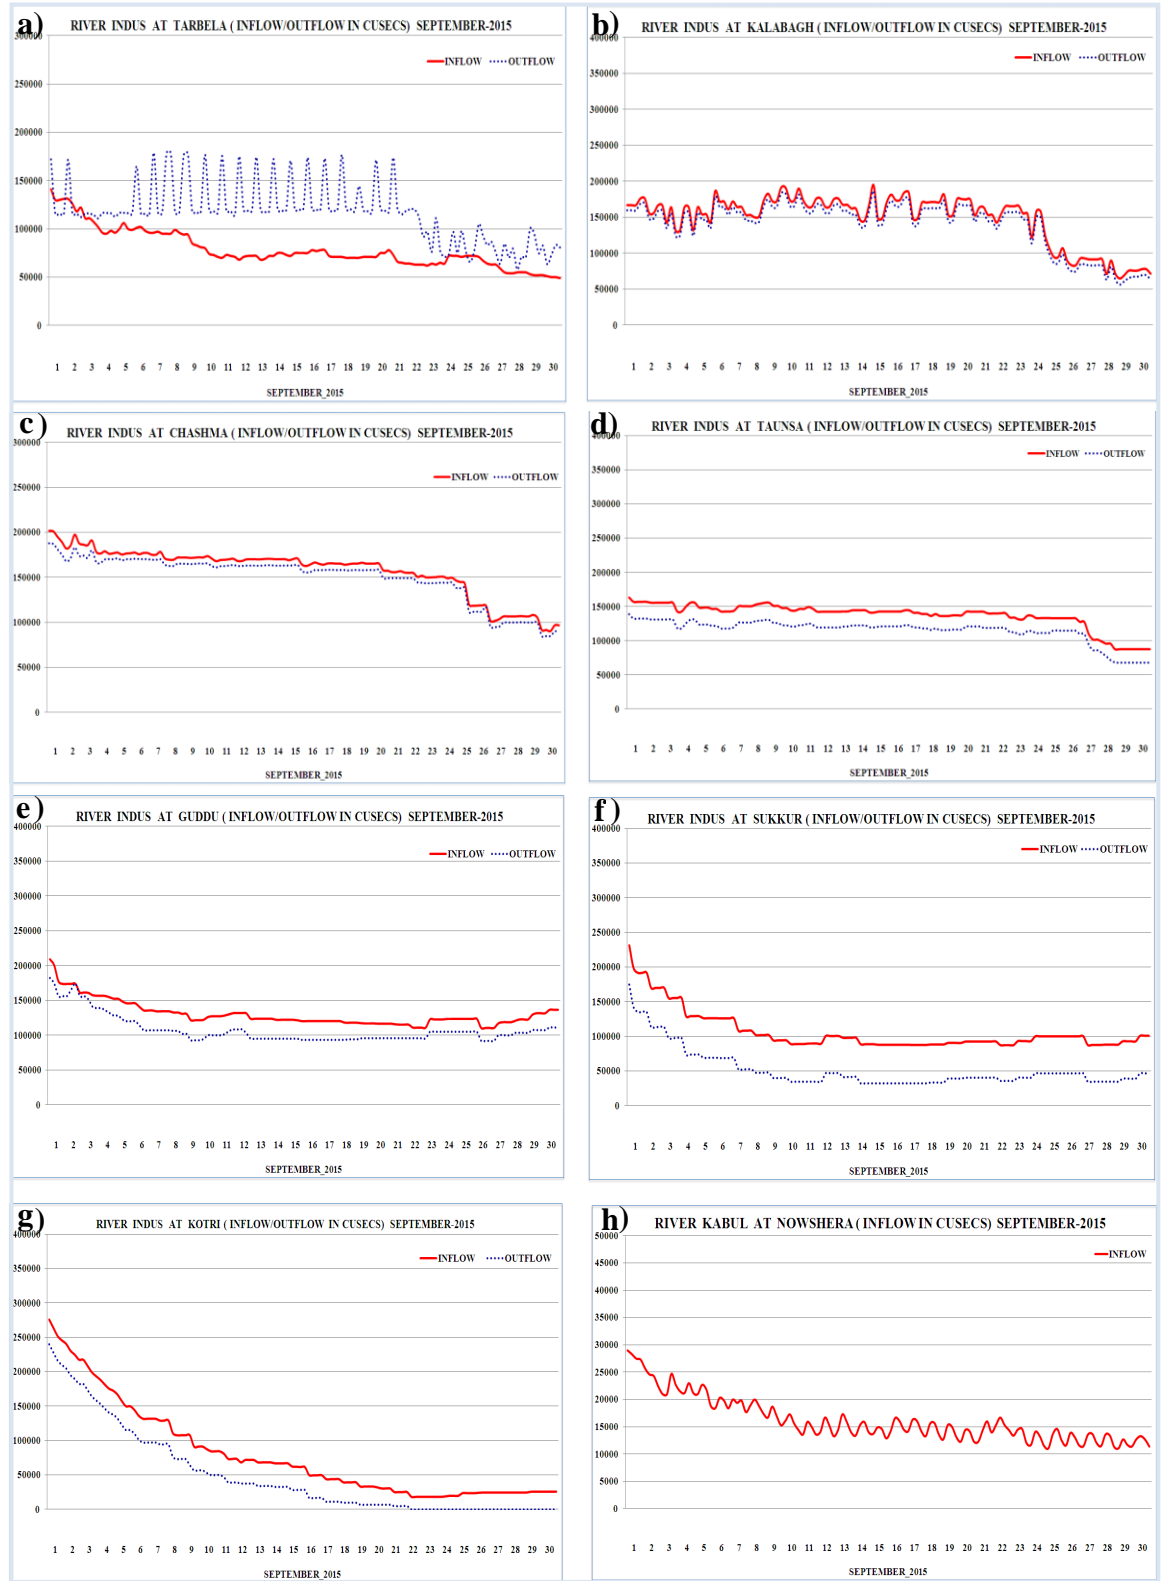 a)
RIVER INDUS AT TARBELA ( INFLOW/OUTFLOW IN CUSECS) SEPTEMBER-2015
INFLOW OUTFLOW
300000
250000
200000
150000
100000
50000
0
1 2 3 4 5 6 7 8 9 10 11 12 13 14 15 16 17 18 19 20 21 22 23 24 25 26 27 28 29 30
SEPTEMBER_2015
b)
RIVER INDUS AT KALABAGH ( INFLOW/OUTFLOW IN CUSECS) SEPTEMBER-2015
INFLOW OUTFLOW
400000
350000
300000
250000
200000
150000
100000
50000
0
1 2 3 4 5 6 7 8 9 10 11 12 13 14 15 16 17 18 19 20 21 22 23 24 25 26 27 28 29 30
SEPTEMBER_2015
c)
RIVER INDUS AT CHASHMA ( INFLOW/OUTFLOW IN CUSECS) SEPTEMBER-2015
INFLOW OUTFLOW
300000
250000
200000
150000
100000
50000
0
1 2 3 4 5 6 7 8 9 10 11 12 13 14 15 16 17 18 19 20 21 22 23 24 25 26 27 28 29 30
SEPTEMBER_2015
d)
RIVER INDUS AT TAUNSA ( INFLOW/OUTFLOW IN CUSECS) SEPTEMBER-2015
INFLOW OUTFLOW
400000
350000
300000
250000
200000
150000
100000
50000
0
1 2 3 4 5 6 7 8 9 10 11 12 13 14 15 16 17 18 19 20 21 22 23 24 25 26 27 28 29 30
SEPTEMBER_2015
e)
RIVER INDUS AT GUDDU ( INFLOW/OUTFLOW IN CUSECS) SEPTEMBER-2015
INFLOW OUTFLOW
400000
350000
300000
250000
200000
150000
100000
50000
0
1 2 3 4 5 6 7 8 9 10 11 12 13 14 15 16 17 18 19 20 21 22 23 24 25 26 27 28 29 30
SEPTEMBER_2015
f)
RIVER INDUS AT SUKKUR ( INFLOW/OUTFLOW IN CUSECS) SEPTEMBER-2015
INFLOW OUTFLOW
400000
350000
300000
250000
200000
150000
100000
50000
0
1 2 3 4 5 6 7 8 9 10 11 12 13 14 15 16 17 18 19 20 21 22 23 24 25 26 27 28 29 30
SEPTEMBER_2015
g)
RIVER INDUS AT KOTRI ( INFLOW/OUTFLOW IN CUSECS) SEPTEMBER-2015
INFLOW OUTFLOW
400000
350000
300000
250000
200000
150000
100000
50000
0
1 2 3 4 5 6 7 8 9 10 11 12 13 14 15 16 17 18 19 20 21 22 23 24 25 26 27 28 29 30
SEPTEMBER_2015
h)
RIVER KABUL AT NOWSHERA ( INFLOW IN CUSECS) SEPTEMBER-2015
INFLOW
50000
45000
40000
35000
30000
25000
20000
15000
10000
5000
0
1 2 3 4 5 6 7 8 9 10 11 12 13 14 15 16 17 18 19 20 21 22 23 24 25 26 27 28 29 30
SEPTEMBER_2015